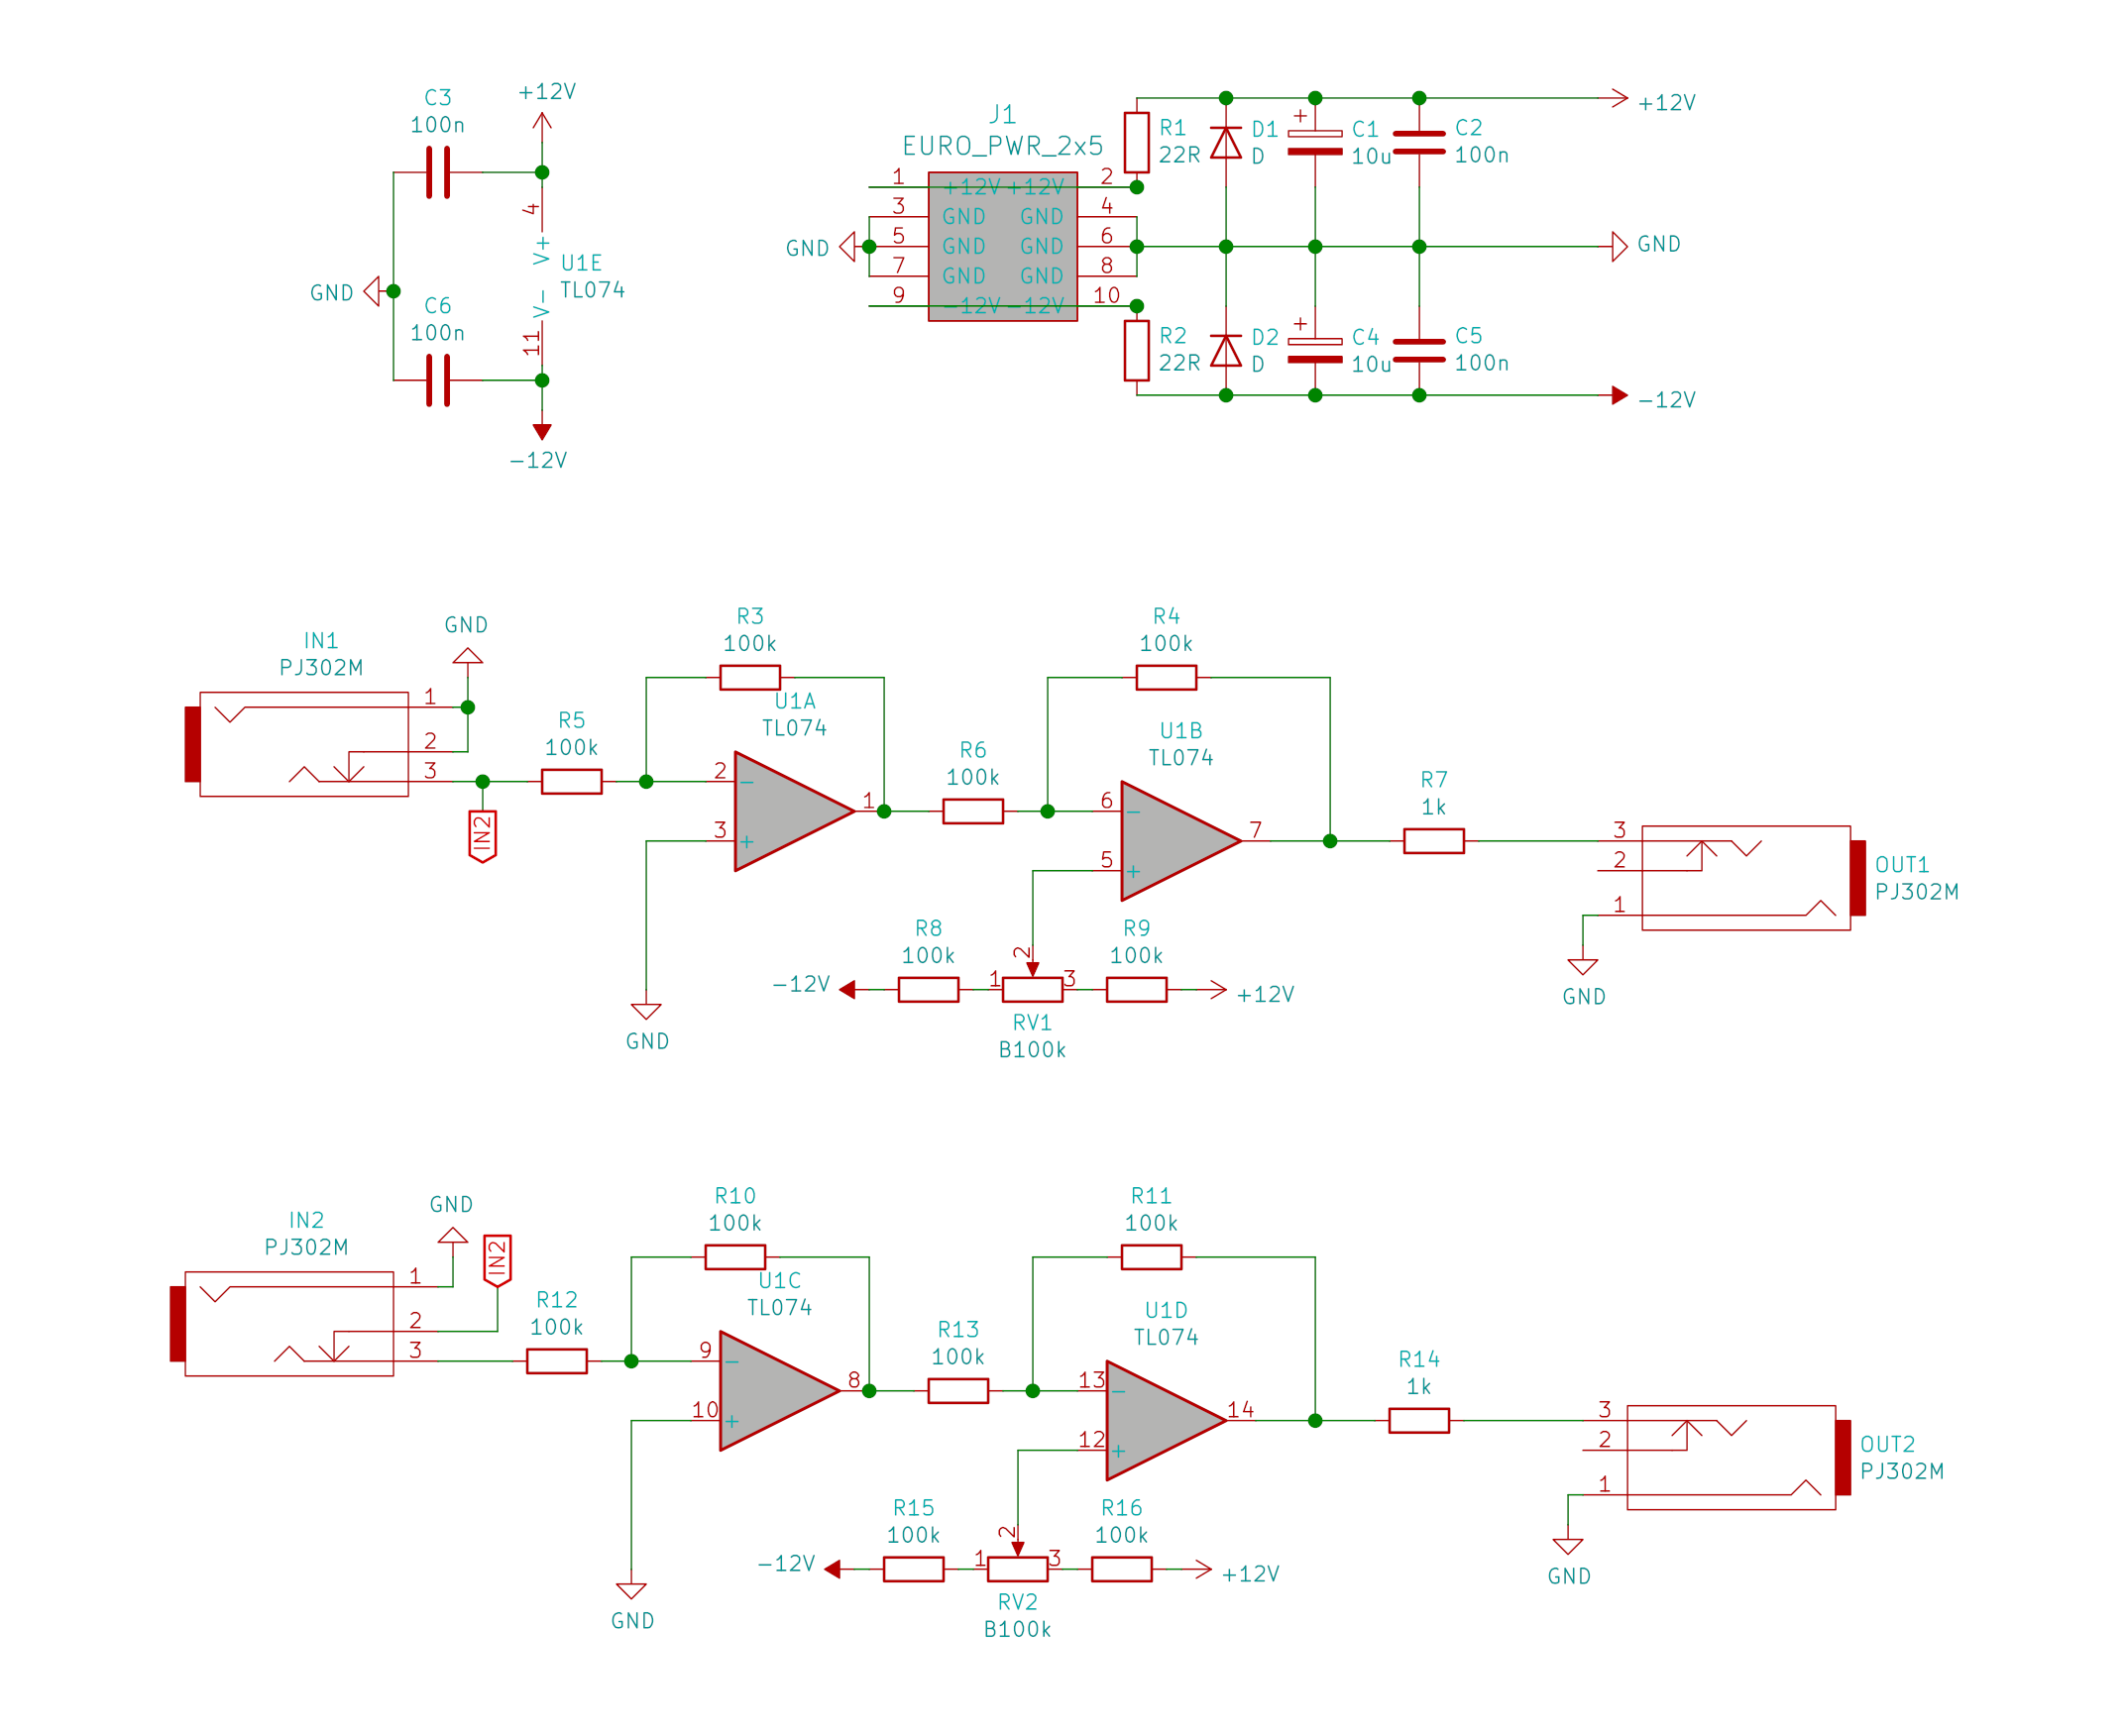 C3
100n
+12V
4
V+
U1E
TL074
V-
GND
C6
100n
11
-12V
J1
EURO_PWR_2x5
1 +12V +12V 2
3 GND GND 4
GND 5 GND GND 6
7 GND GND 8
9 -12V -12V 10
R1
22R
D1
D
+
C1
10u
C2
100n
+12V
GND
R2
22R
D2
D
+
C4
10u
C5
100n
-12V
IN1
PJ302M
GND
1
2
3
IN2
R5
100k
R3
100k
U1A
TL074
2 -
3 +
1
GND
R6
100k
R4
100k
U1B
TL074
6 -
5 +
7
R8
100k
-12V
1
2
3
RV1
B100k
R9
100k
+12V
R7
1k
3
2
1
OUT1
PJ302M
GND
IN2
PJ302M
GND
IN2
1
2
3
R12
100k
R10
100k
U1C
TL074
9 -
10 +
8
GND
R13
100k
R11
100k
U1D
TL074
13 -
12 +
14
R15
100k
-12V
1
2
3
RV2
B100k
R16
100k
+12V
R14
1k
3
2
1
OUT2
PJ302M
GND